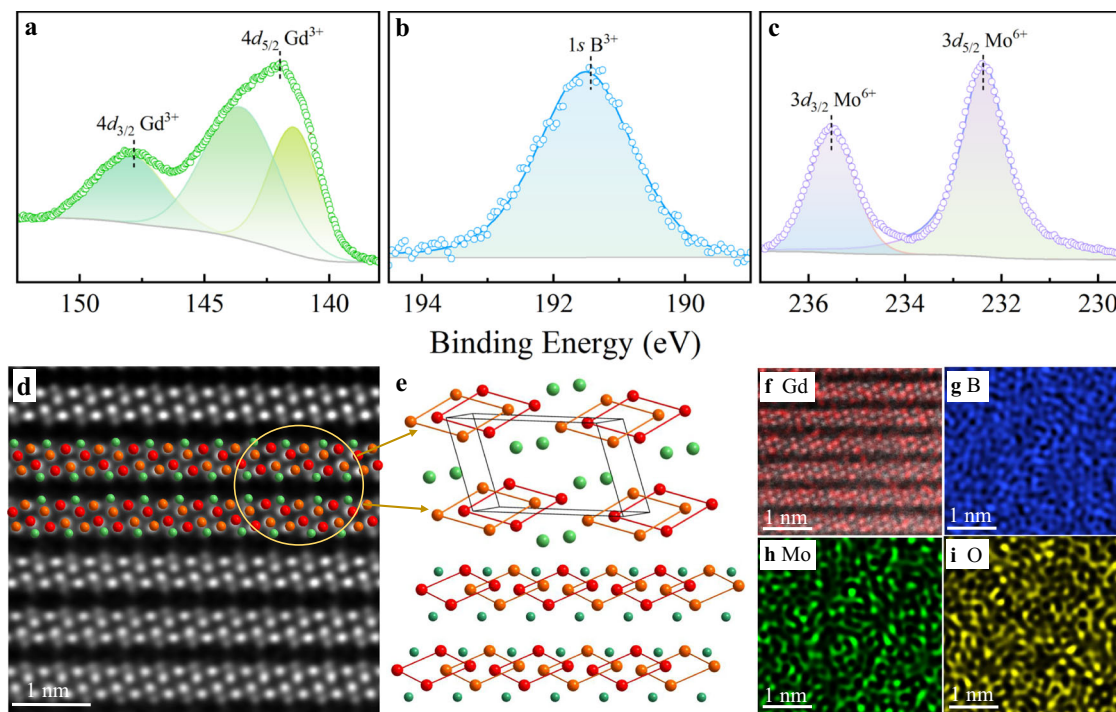 a
4d5/2 Gd3+
4d3/2 Gd3+
150
145
140
b
1s B3+
194
192
190
c
3d5/2 Mo6+
3d3/2 Mo6+
236
234
232
230
Binding Energy (eV)
d
1 nm
e
f Gd
1 nm
g B
1 nm
h Mo
1 nm
i O
1 nm